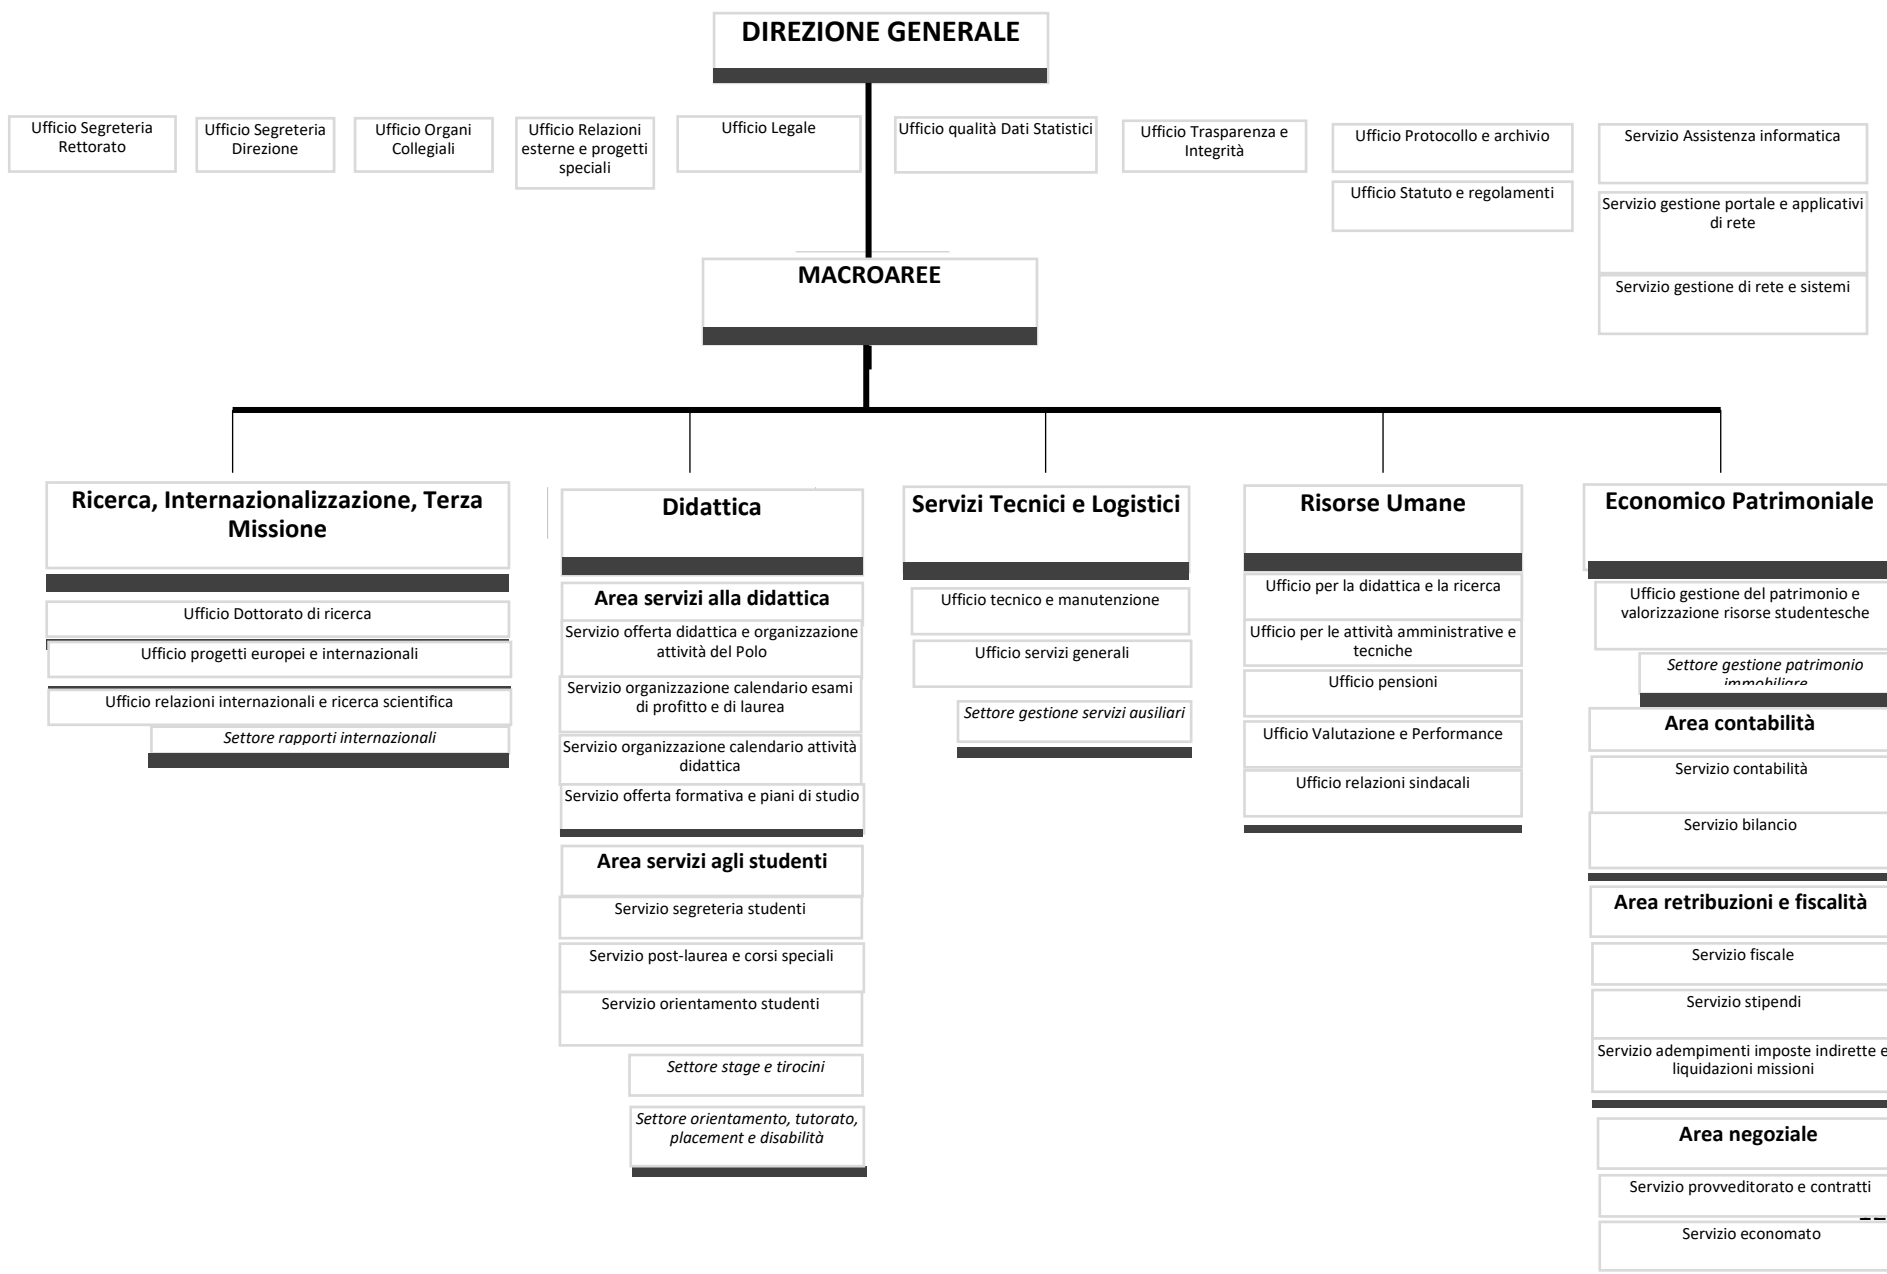 DIREZIONE GENERALE
Ufficio Segreteria
Rettorato
Ufficio Segreteria
Direzione
Ufficio Organi
Collegiali
Ufficio Relazioni
esterne e progetti
speciali
Ufficio Legale
Ufficio qualità Dati Statistici
Ufficio Trasparenza e
Integrità
Ufficio Protocollo e archivio
Ufficio Statuto e regolamenti
Servizio Assistenza informatica
Servizio gestione portale e applicativi
di rete
Servizio gestione di rete e sistemi
MACROAREE
Ricerca, Internazionalizzazione, Terza
Missione
Ufficio Dottorato di ricerca
Ufficio progetti europei e internazionali
Ufficio relazioni internazionali e ricerca scientifica
Settore rapporti internazionali
Didattica
Area servizi alla didattica
Servizio offerta didattica e organizzazione
attività del Polo
Servizio organizzazione calendario esami
di profitto e di laurea
Servizio organizzazione calendario attività
didattica
Servizio offerta formativa e piani di studio
Area servizi agli studenti
Servizio segreteria studenti
Servizio post-laurea e corsi speciali
Servizio orientamento studenti
Settore stage e tirocini
Settore orientamento, tutorato,
placement e disabilità
Servizi Tecnici e Logistici
Ufficio tecnico e manutenzione
Ufficio servizi generali
Settore gestione servizi ausiliari
Risorse Umane
Ufficio per la didattica e la ricerca
Ufficio per le attività amministrative e
tecniche
Ufficio pensioni
Ufficio Valutazione e Performance
Ufficio relazioni sindacali
Economico Patrimoniale
Ufficio gestione del patrimonio e
valorizzazione risorse studentesche
Settore gestione patrimonio
immobiliare
Area contabilità
Servizio contabilità
Servizio bilancio
Area retribuzioni e fiscalità
Servizio fiscale
Servizio stipendi
Servizio adempimenti imposte indirette e
liquidazioni missioni
Area negoziale
Servizio provveditorato e contratti
Servizio economato